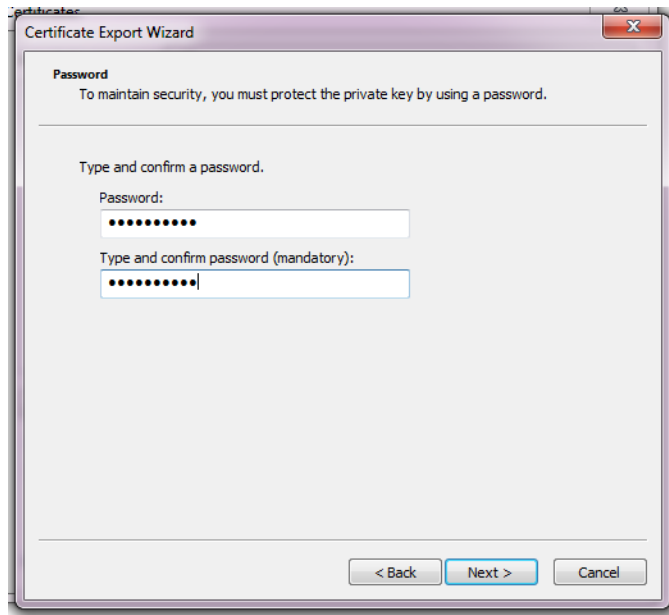 Certificates
Certificate Export Wizard
Password
To maintain security, you must protect the private key by using a password.
Type and confirm a password.
Password:
••••••••••
Type and confirm password (mandatory):
••••••••••
< Back Next > Cancel